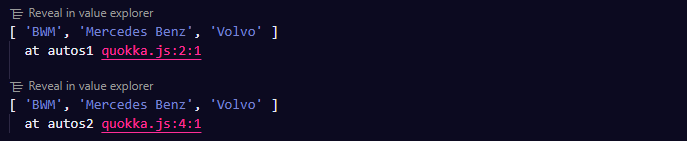 Reveal in value explorer
[ 'BWM', 'Mercedes Benz', 'Volvo' ]
at autos1 quokka.js:2:1
Reveal in value explorer
[ 'BWM', 'Mercedes Benz', 'Volvo' ]
at autos2 quokka.js:4:1